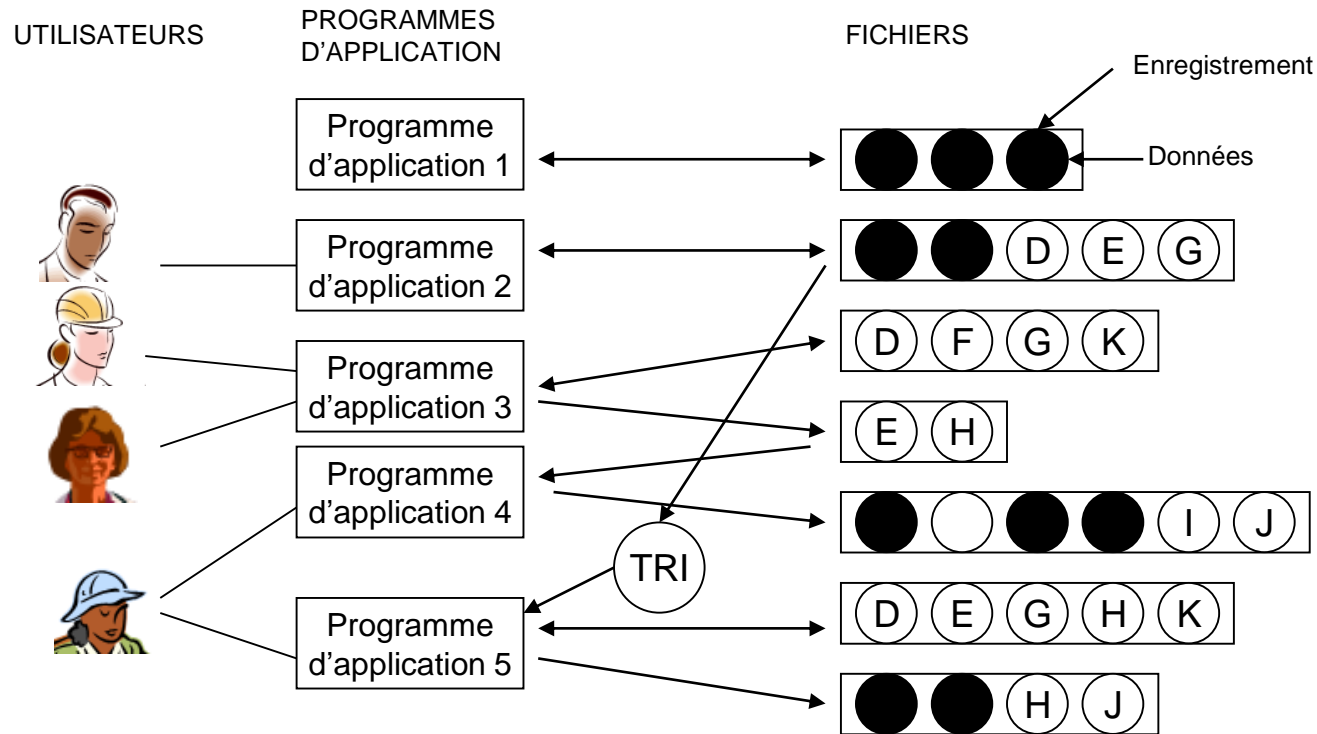 UTILISATEURS
PROGRAMMES
D’APPLICATION
FICHIERS
Enregistrement
Données
Programme
d’application 1
Programme
d’application 2
D E G
Programme
d’application 3
D F G K
E H
Programme
d’application 4
I J
TRI
Programme
d’application 5
D E G H K
H J